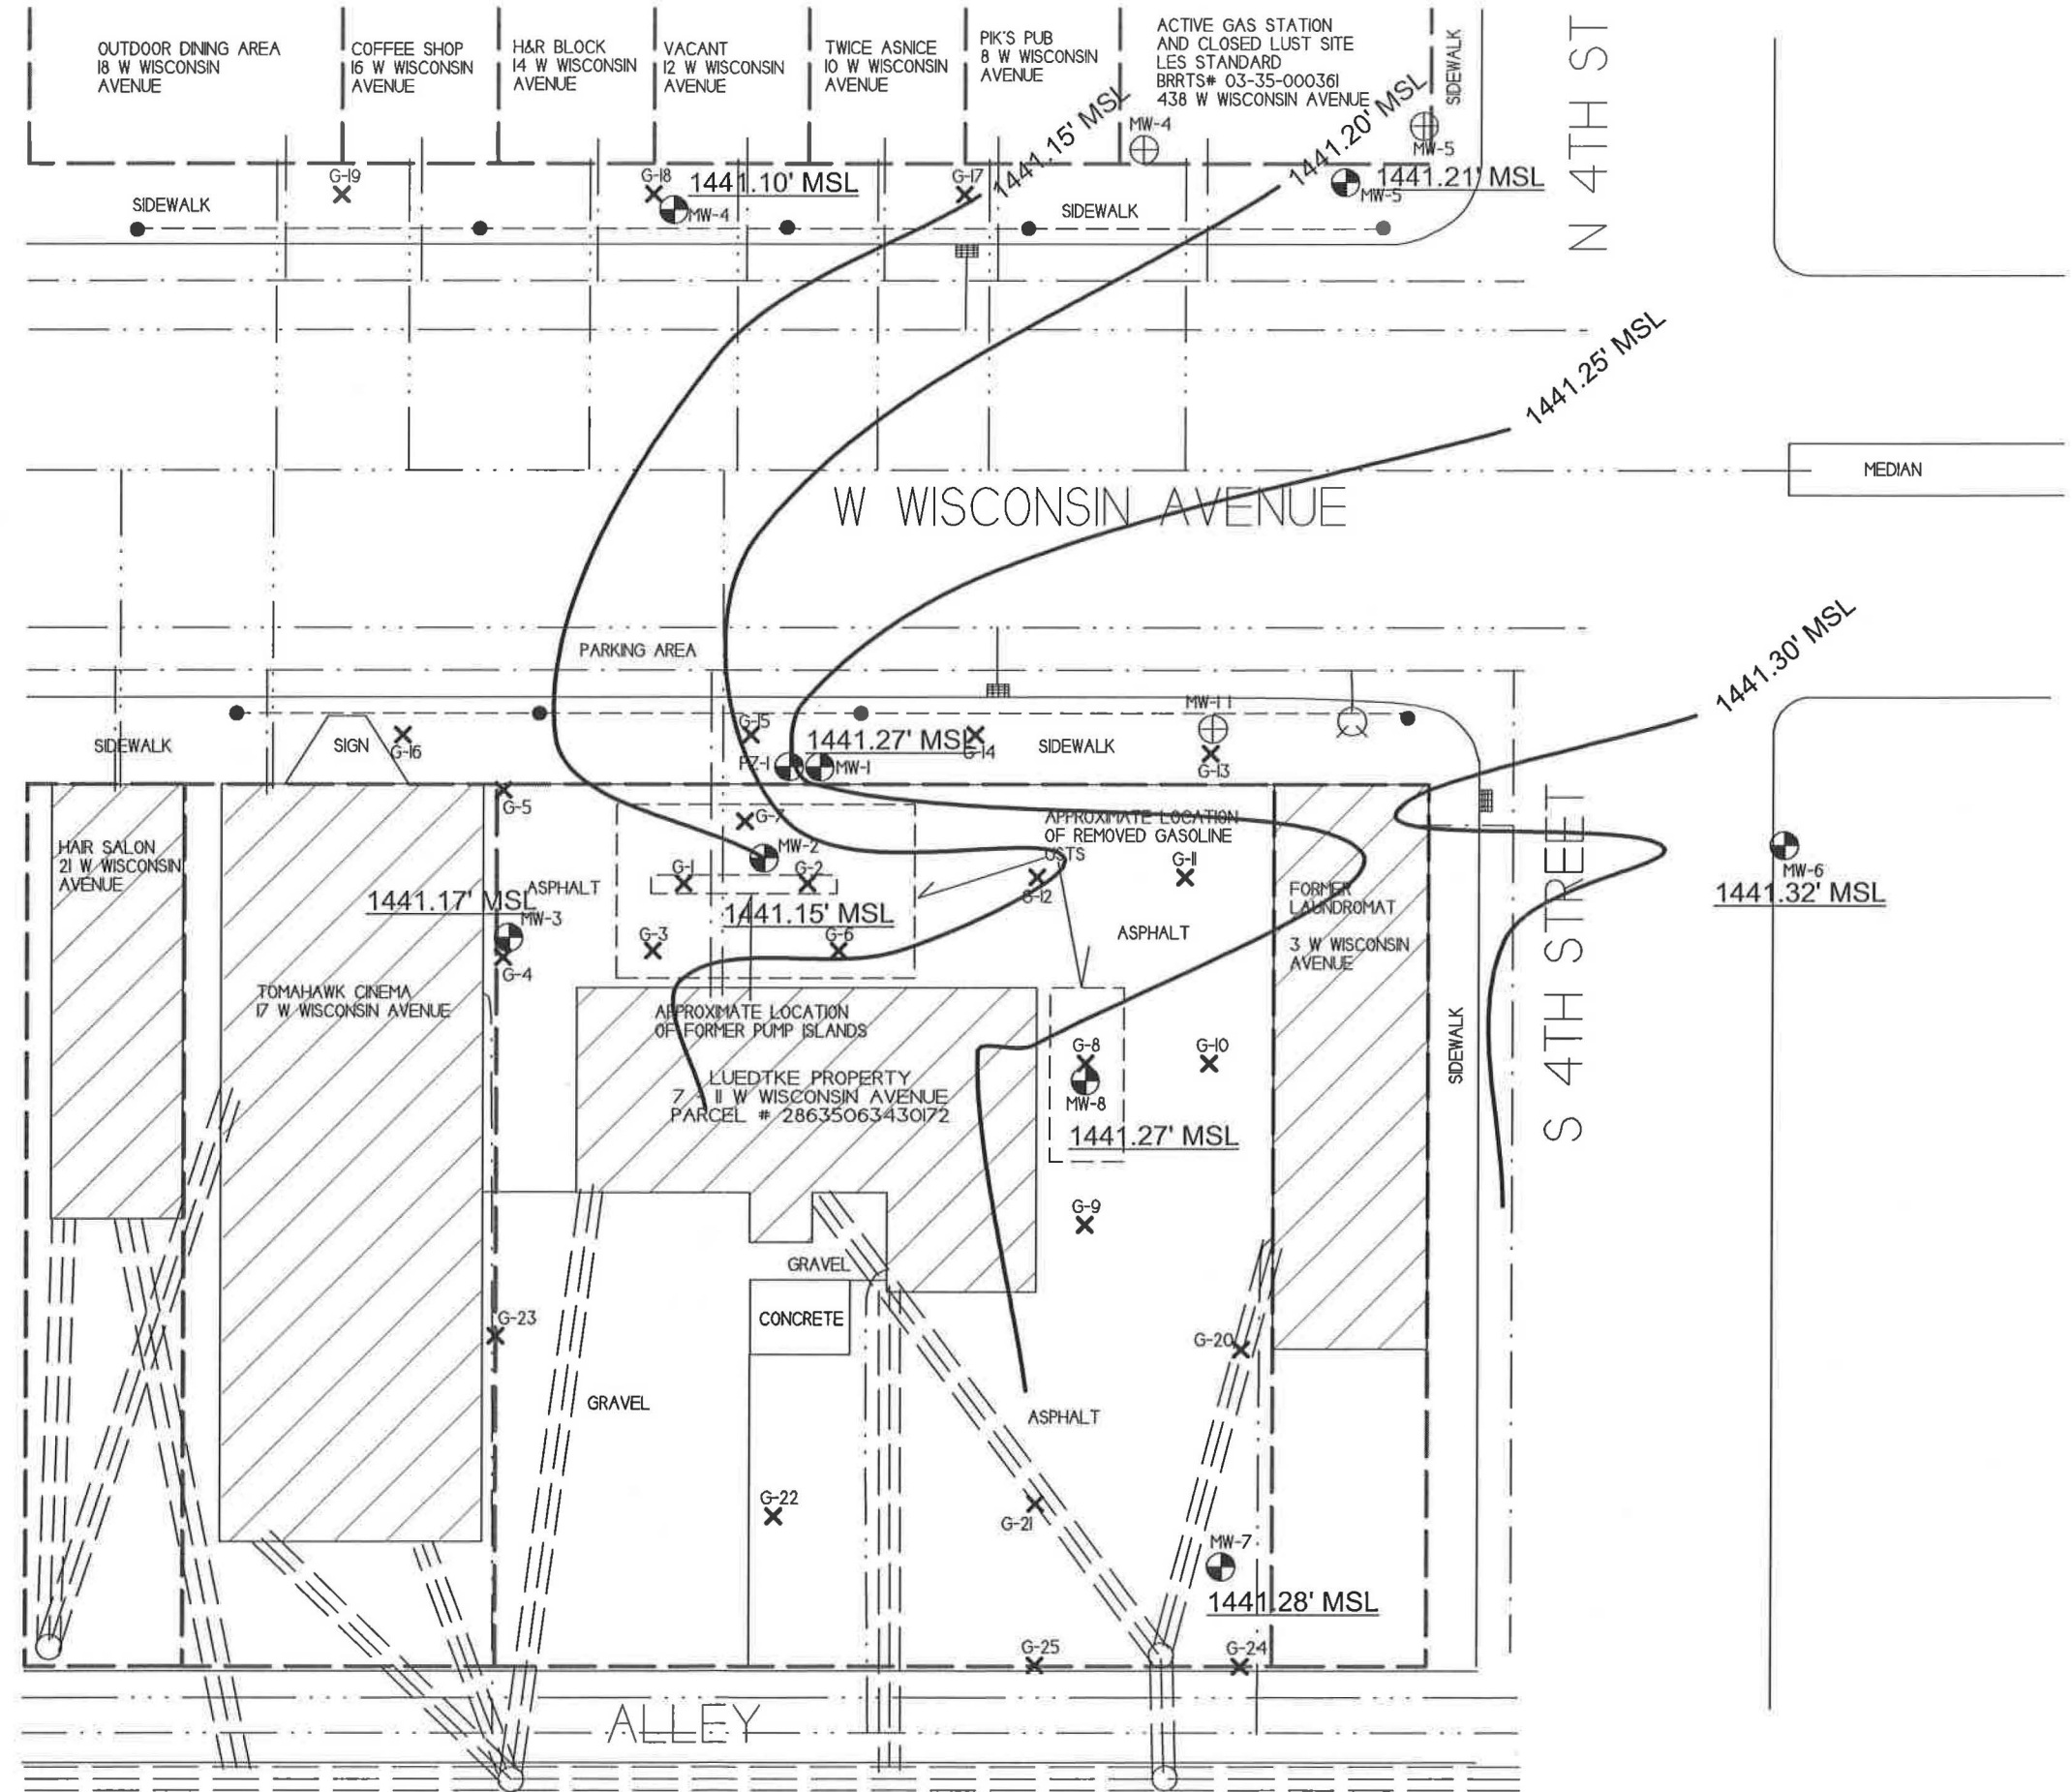 OUTDOOR DINING AREA
18 W WISCONSIN
AVENUE
COFFEE SHOP
16 W WISCONSIN
AVENUE
H&R BLOCK
14 W WISCONSIN
AVENUE
VACANT
12 W WISCONSIN
AVENUE
TWICE ASNICE
10 W WISCONSIN
AVENUE
PIK'S PUB
8 W WISCONSIN
AVENUE
ACTIVE GAS STATION
AND CLOSED LUST SITE
LES STANDARD
BRRTS# 03-35-000361
438 W WISCONSIN AVENUE
SIDEWALK
N 4TH ST
1441.15' MSL
MW-4
1441.20' MSL
MW-5
G-19
G-18
1441.10' MSL
MW-4
G-17
1441.21' MSL
MW-5
SIDEWALK
SIDEWALK
1441.25' MSL
MEDIAN
W WISCONSIN AVENUE
1441.30' MSL
PARKING AREA
SIDEWALK
SIGN
G-16
G-15
1441.27' MSL
G-14
SIDEWALK
MW-11
G-13
PZ-1
MW-1
G-5
HAIR SALON
21 W WISCONSIN
AVENUE
G-7
MW-2
G-1
G-2
APPROXIMATE LOCATION
OF REMOVED GASOLINE
USTS
G-11
G-12
MW-6
1441.32' MSL
ASPHALT
1441.17' MSL
MW-3
G-4
1441.15' MSL
G-3
G-6
ASPHALT
FORMER
LAUNDROMAT
3 W WISCONSIN
AVENUE
S 4TH STREET
SIDEWALK
TOMAHAWK CINEMA
17 W WISCONSIN AVENUE
APPROXIMATE LOCATION
OF FORMER PUMP ISLANDS
LUEDTKE PROPERTY
7 - 11 W WISCONSIN AVENUE
PARCEL # 28635063430172
G-8
MW-8
G-10
1441.27' MSL
G-9
GRAVEL
CONCRETE
G-23
G-20
GRAVEL
ASPHALT
G-22
G-21
MW-7
1441.28' MSL
G-25
G-24
ALLEY